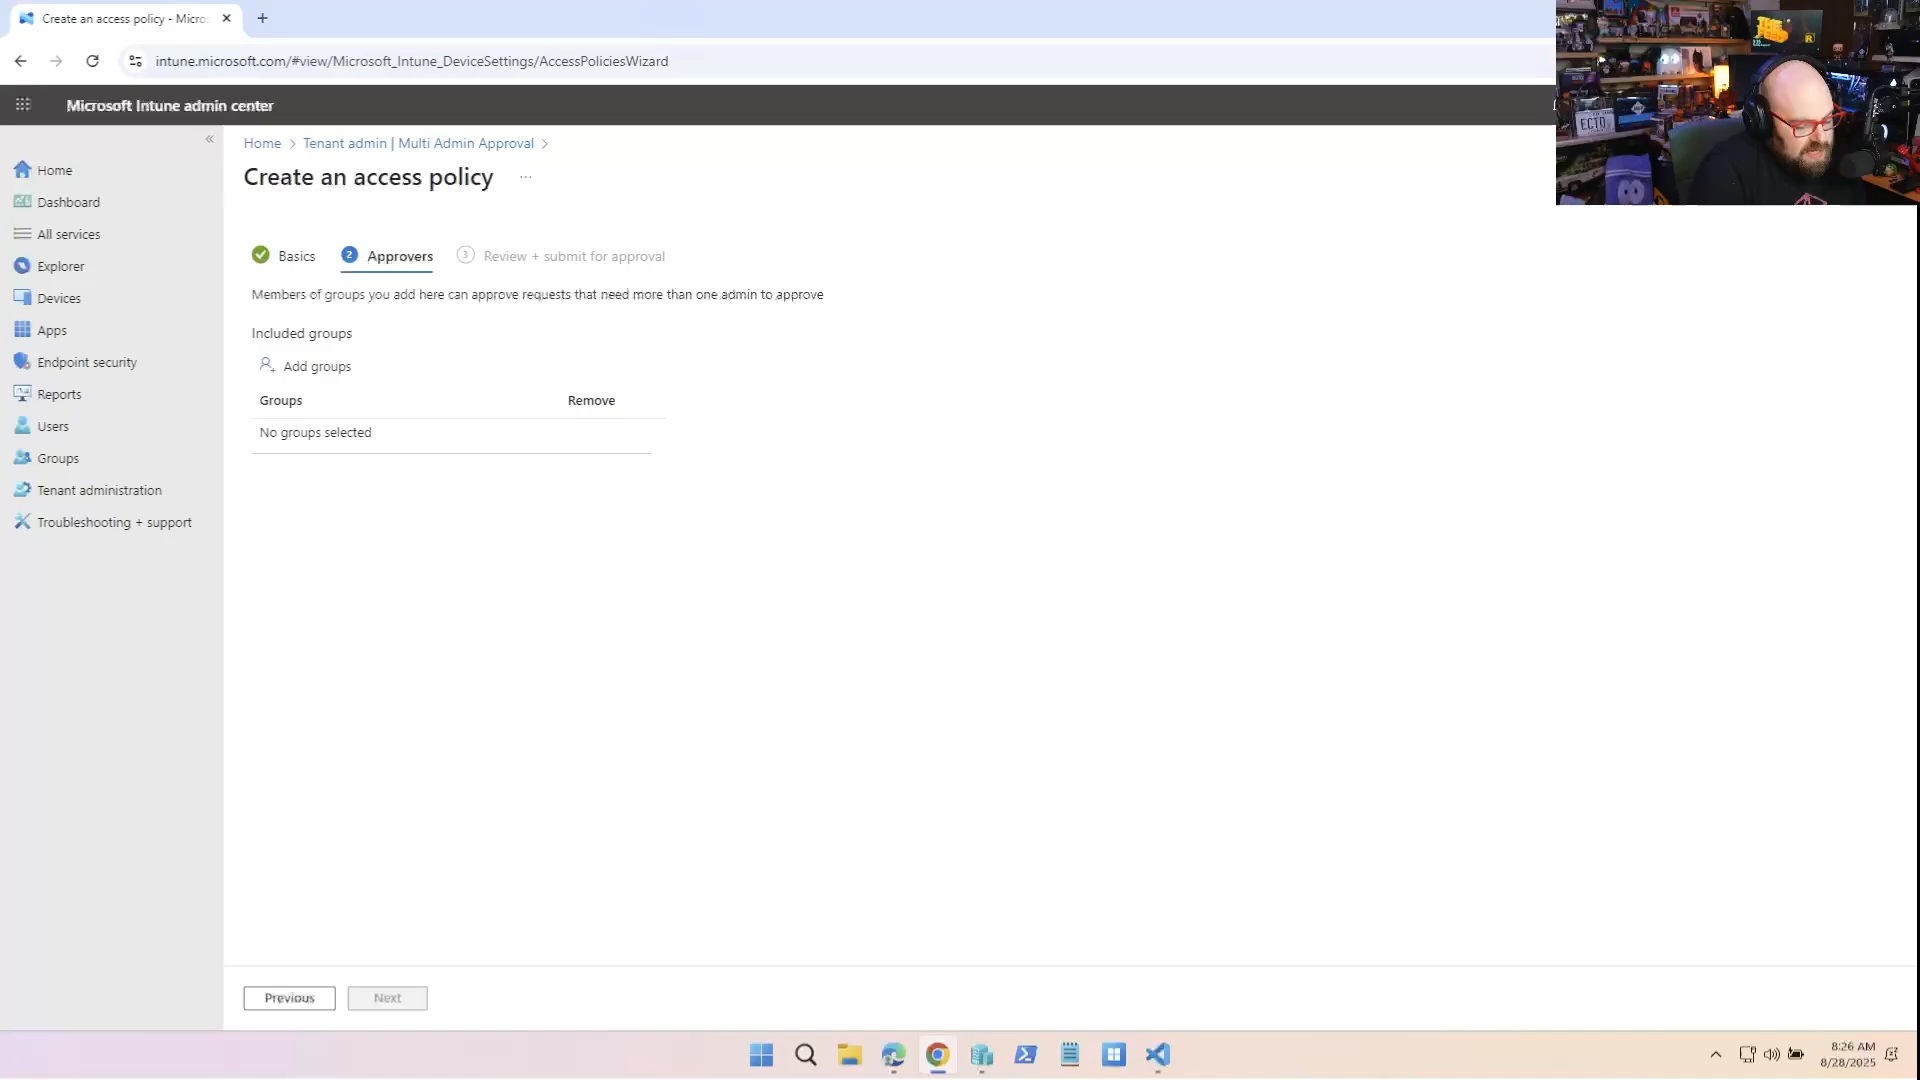 Create an access policy - Micro
intune.microsoft.com/#view/Microsoft_Intune_DeviceSettings/AccessPoliciesWizard
Microsoft Intune admin center
Home
Dashboard
All services
Explorer
Devices
Apps
Endpoint security
Reports
Users
Groups
Tenant administration
Troubleshooting + support
Home > Tenant admin | Multi Admin Approval >
Create an access policy ...
Basics
2 Approvers
3 Review + submit for approval
Members of groups you add here can approve requests that need more than one admin to approve
Included groups
Add groups
Groups Remove
No groups selected
Previous Next
ECTO
8:26 AM
8/28/2025